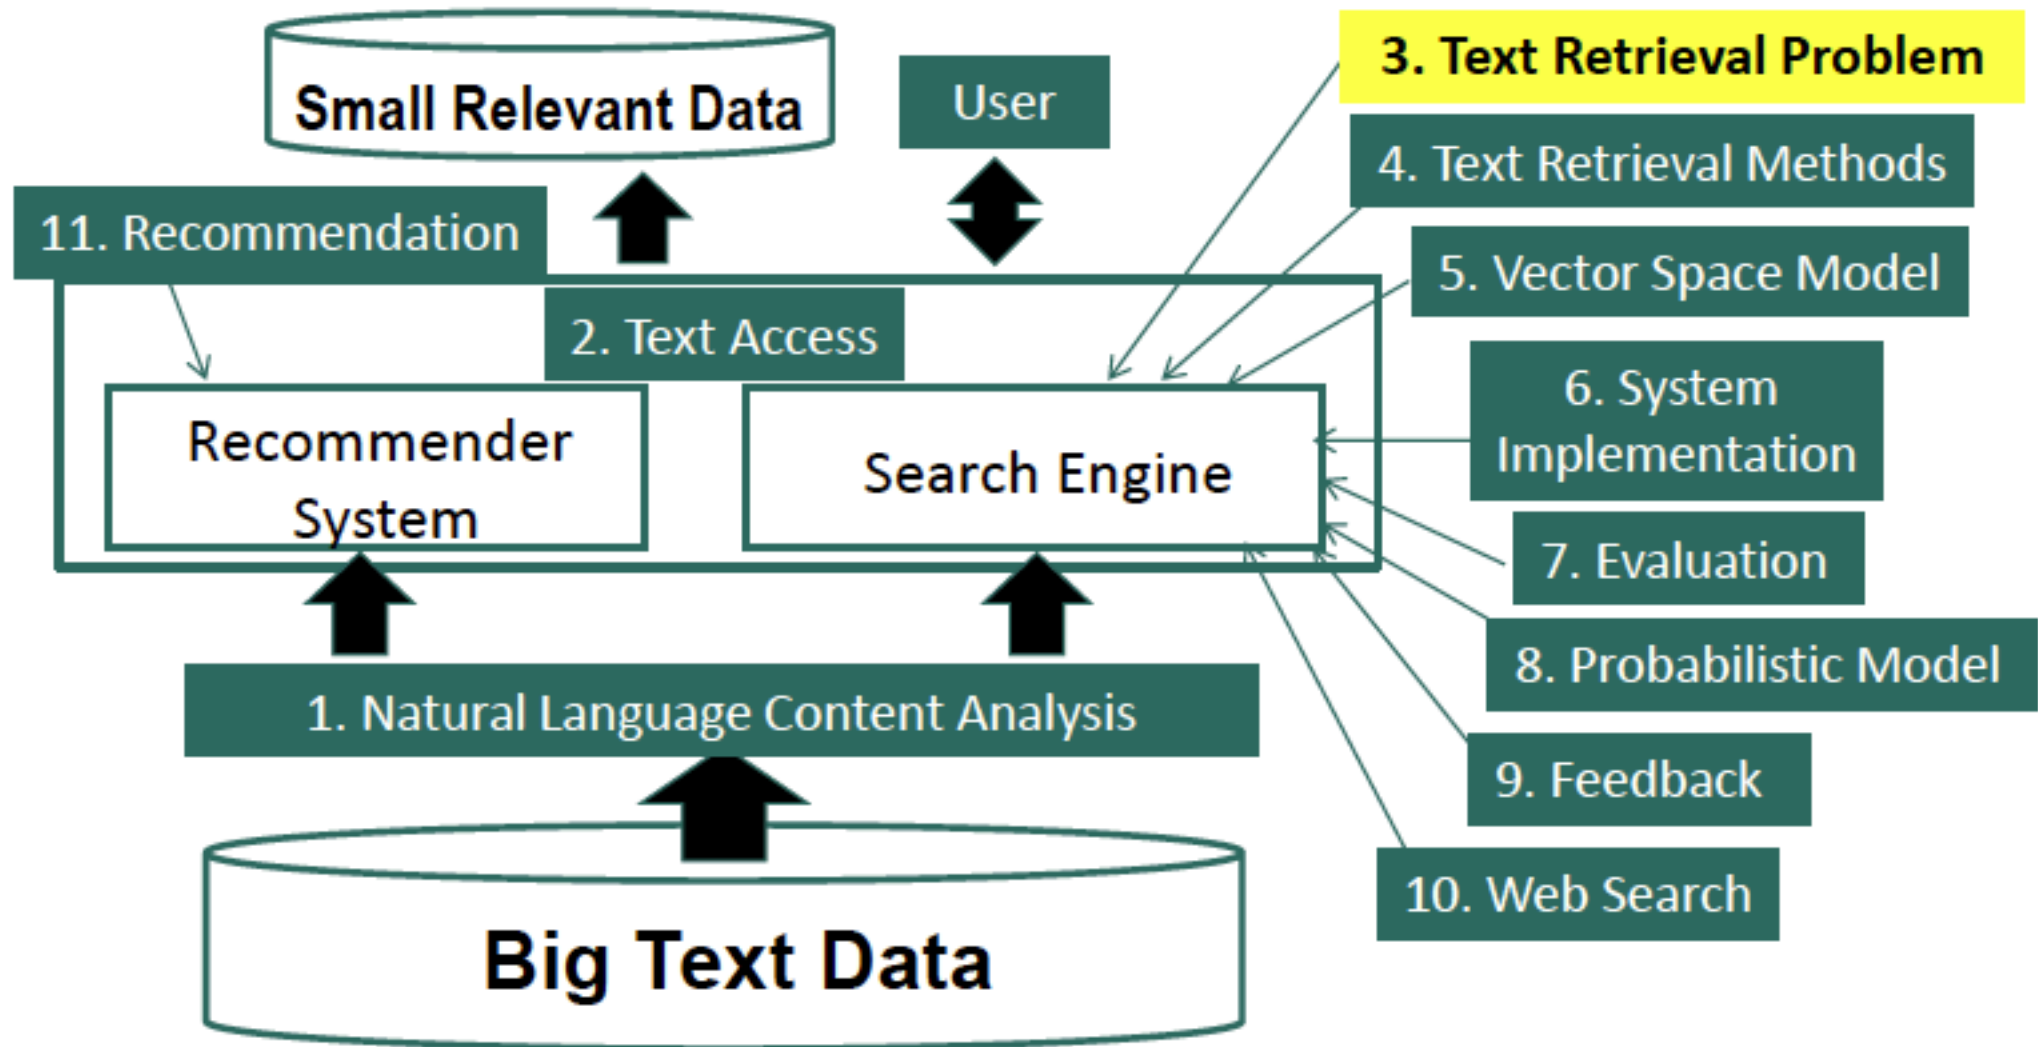 Small Relevant Data
User
3. Text Retrieval Problem
4. Text Retrieval Methods
11. Recommendation
5. Vector Space Model
2. Text Access
6. System
Implementation
Recommender
System
Search Engine
7. Evaluation
8. Probabilistic Model
1. Natural Language Content Analysis
9. Feedback
10. Web Search
Big Text Data